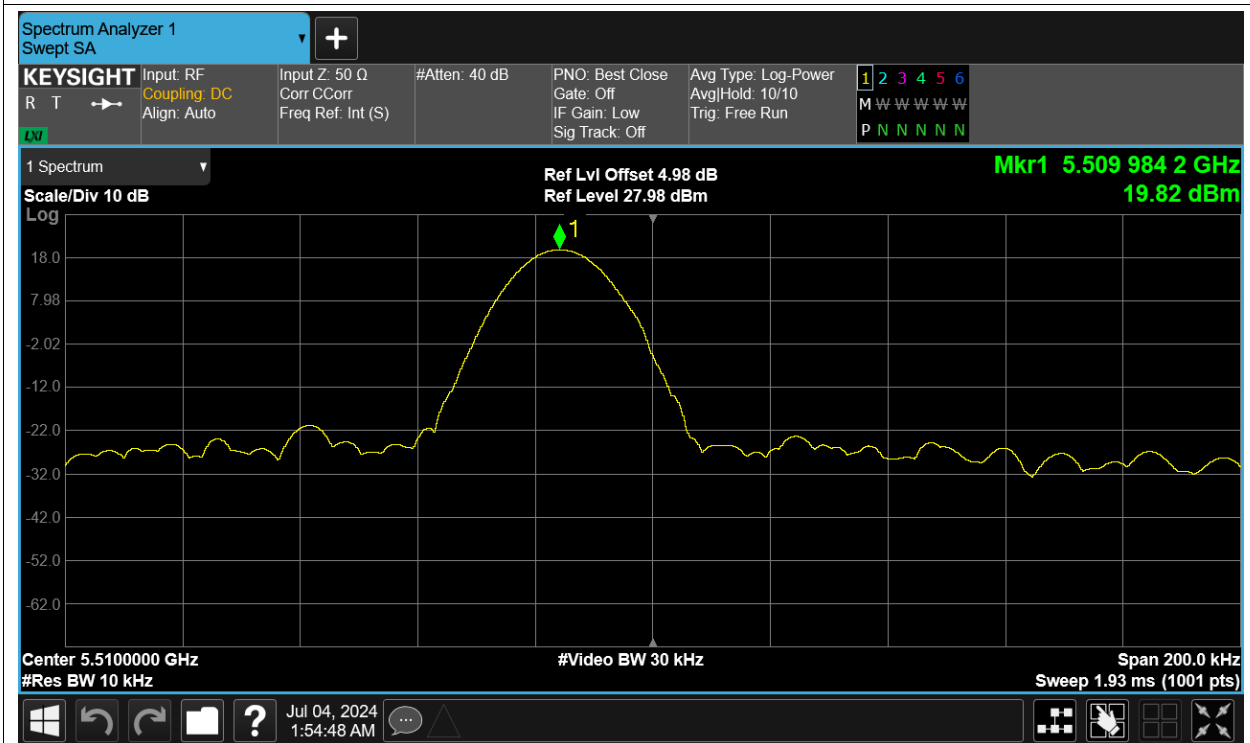 Spectrum Analyzer 1
Swept SA
+
KEYSIGHT
R T
LXI
Input: RF
Coupling: DC
Align: Auto
Input Z: 50 Ω
Corr CCorr
Freq Ref: Int (S)
#Atten: 40 dB
PNO: Best Close
Gate: Off
IF Gain: Low
Sig Track: Off
Avg Type: Log-Power
Avg|Hold: 10/10
Trig: Free Run
1 2 3 4 5 6
M W W W W W
P N N N N N
1 Spectrum
Scale/Div 10 dB
Log
Ref Lvl Offset 4.98 dB
Ref Level 27.98 dBm
Mkr1 5.509 984 2 GHz
19.82 dBm
1
18.0
7.98
-2.02
-12.0
-22.0
-32.0
-42.0
-52.0
-62.0
Center 5.5100000 GHz
#Video BW 30 kHz
Span 200.0 kHz
#Res BW 10 kHz
Sweep 1.93 ms (1001 pts)
?
Jul 04, 2024
1:54:48 AM